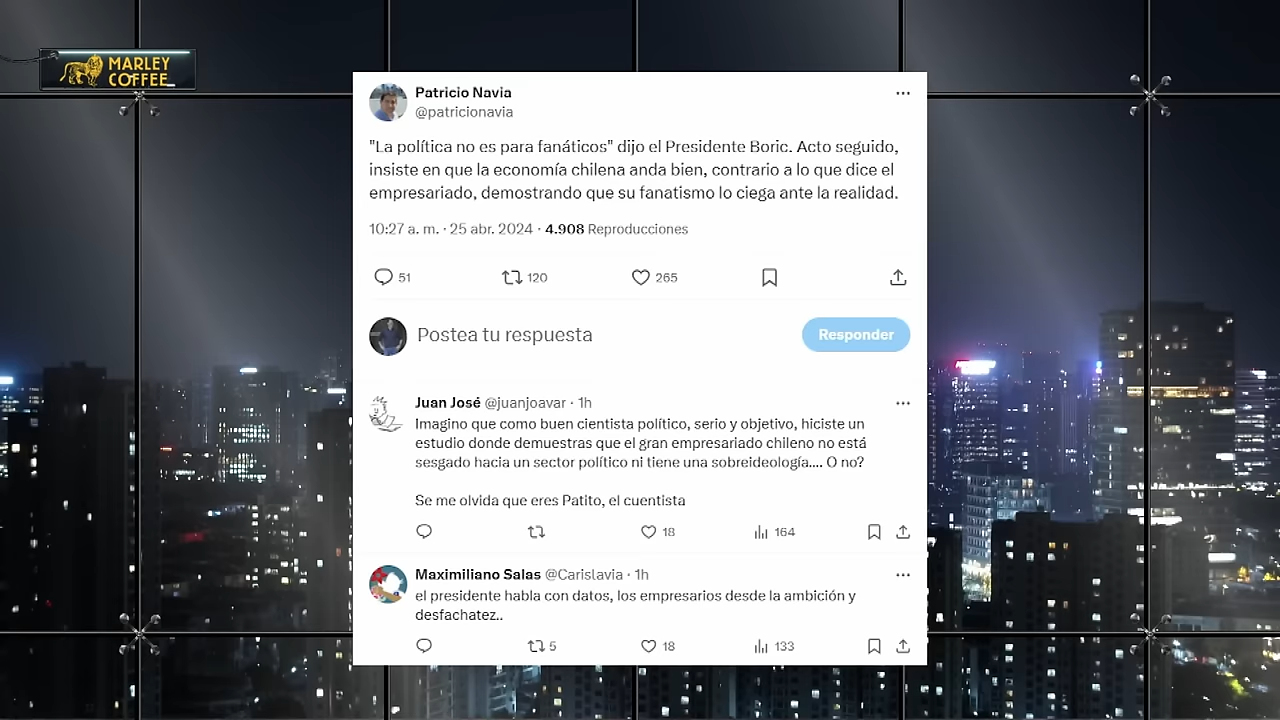 MARLEY
COFFEE
Patricio Navia
@patricionavia
"La política no es para fanáticos" dijo el Presidente Boric. Acto seguido,
insiste en que la economía chilena anda bien, contrario a lo que dice el
empresariado, demostrando que su fanatismo lo ciega ante la realidad.
10:27 a. m. · 25 abr. 2024 · 4.908 Reproducciones
51 120 265
Postea tu respuesta Responder
Juan José @juanjoavar · 1h
Imagino que como buen cientista político, serio y objetivo, hiciste un
estudio donde demuestras que el gran empresariado chileno no está
sesgado hacia un sector político ni tiene una sobreideología.... O no?
Se me olvida que eres Patito, el cuentista
18 164
Maximiliano Salas @Carislavia · 1h
el presidente habla con datos, los empresarios desde la ambición y
desfachatez..
5 18 133